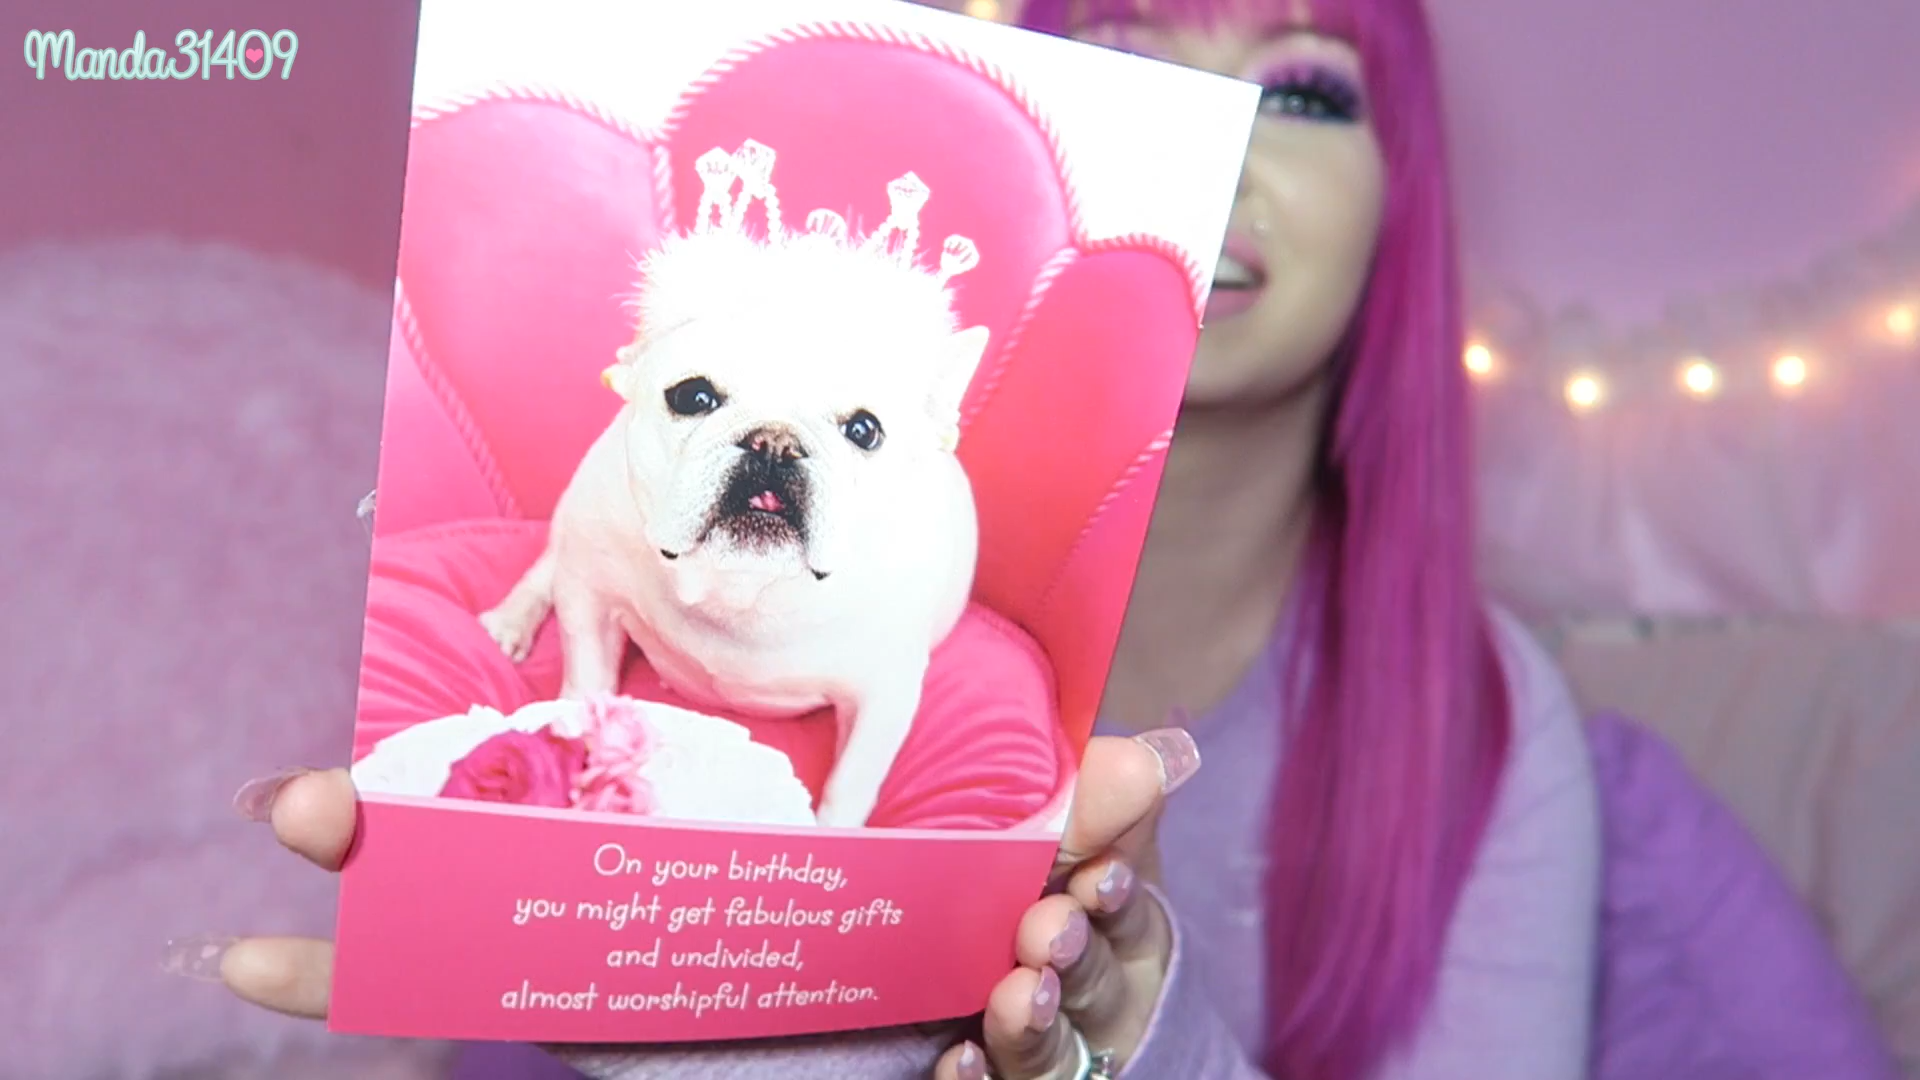 Manda31409
On your birthday,
you might get fabulous gifts
and undivided,
almost worshipful attention.